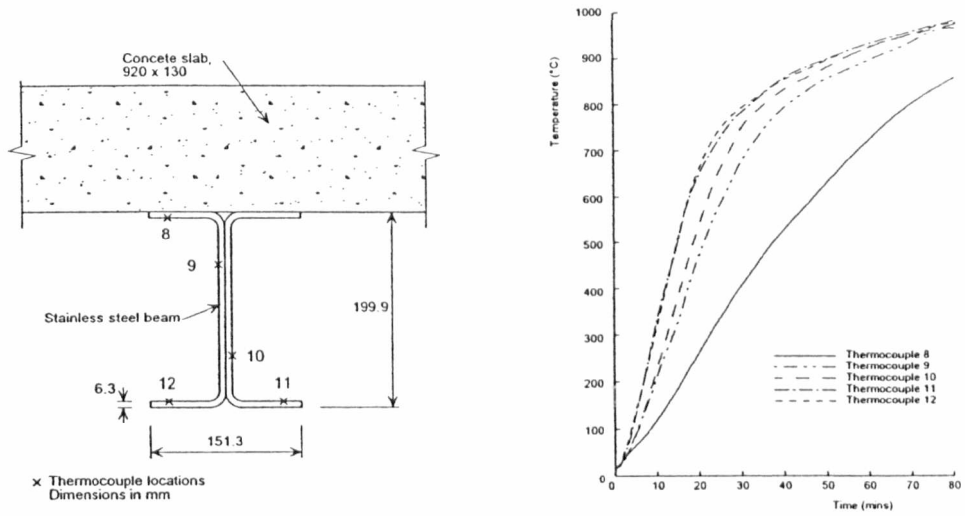 Concete slab,
920 x 130
8
9
Stainless steel beam
199.9
10
6.3
12
11
151.3
x Thermocouple locations
Dimensions in mm
1000
900
800
700
600
500
400
300
200
100
0
Temperature (°C)
Thermocouple 8
Thermocouple 9
Thermocouple 10
Thermocouple 11
Thermocouple 12
0 10 20 30 40 50 60 70 80
Time (mins)